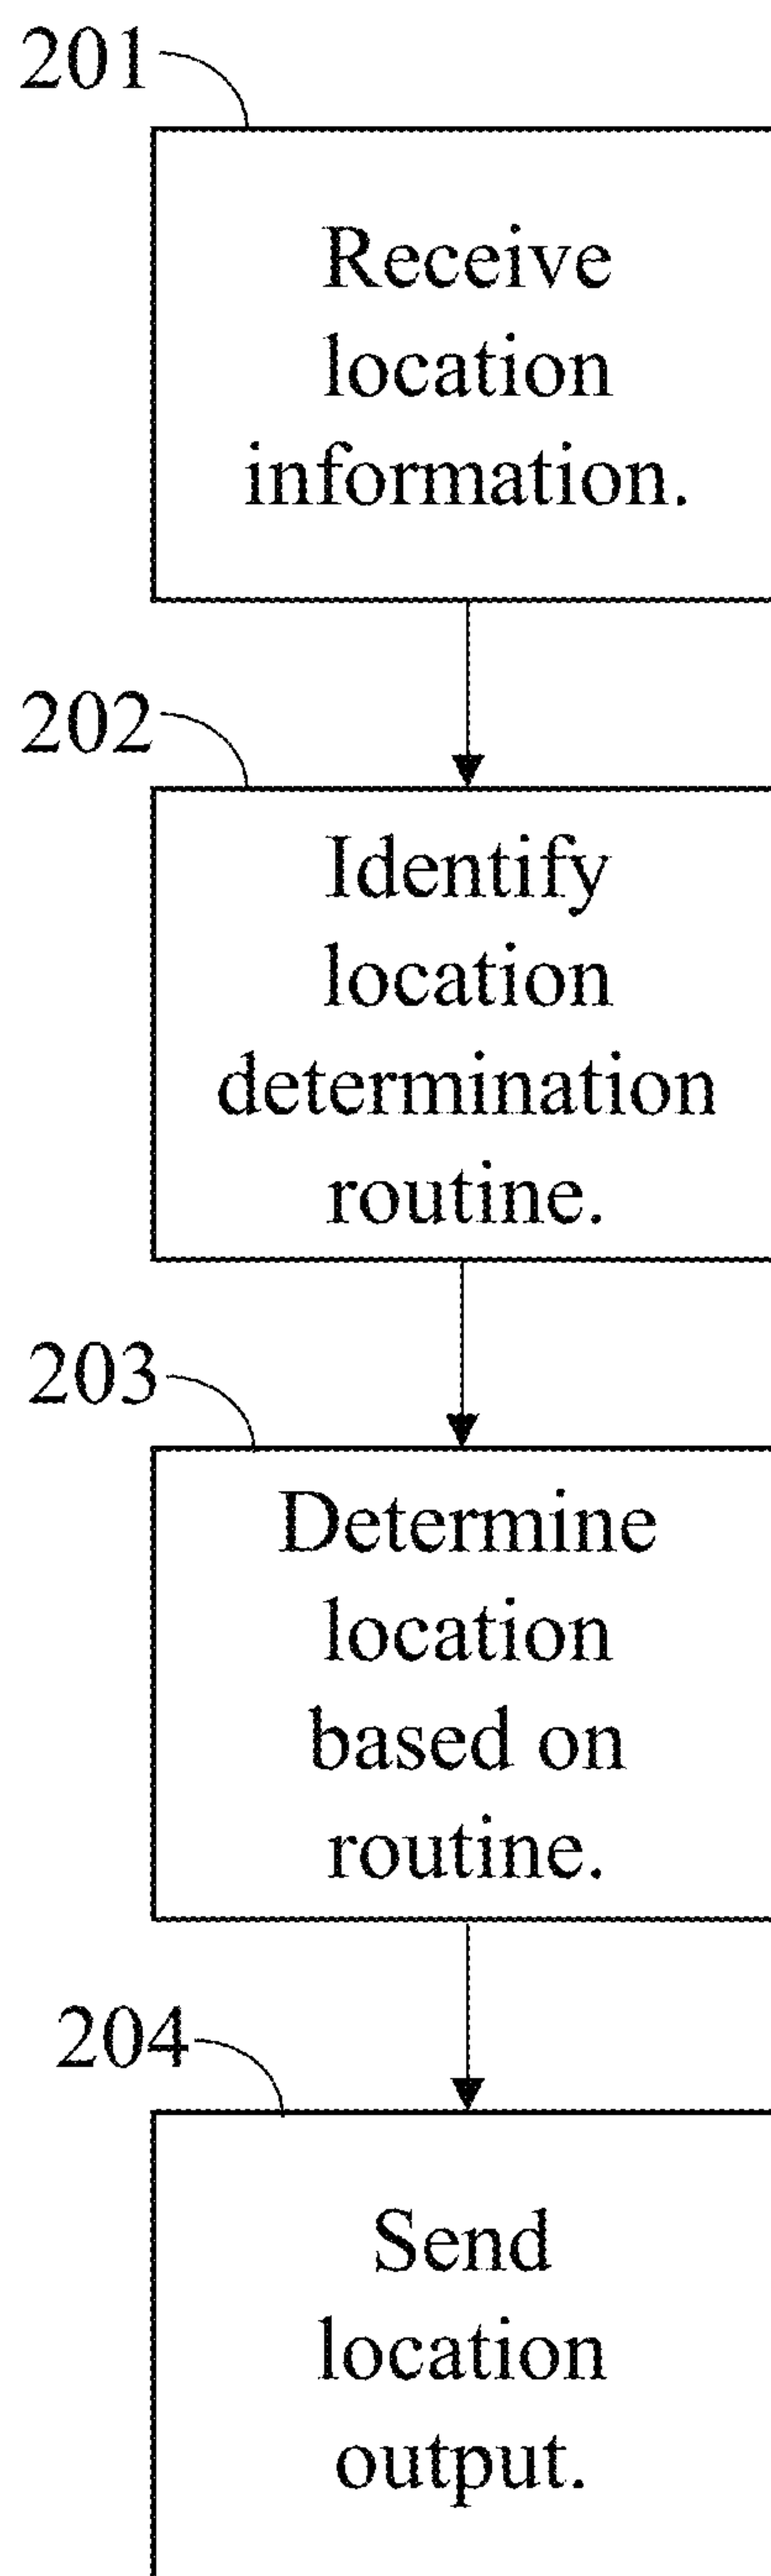 201
Receive
location
information.
202
Identify
location
determination
routine.
203
Determine
location
based on
routine.
204
Send
location
output.